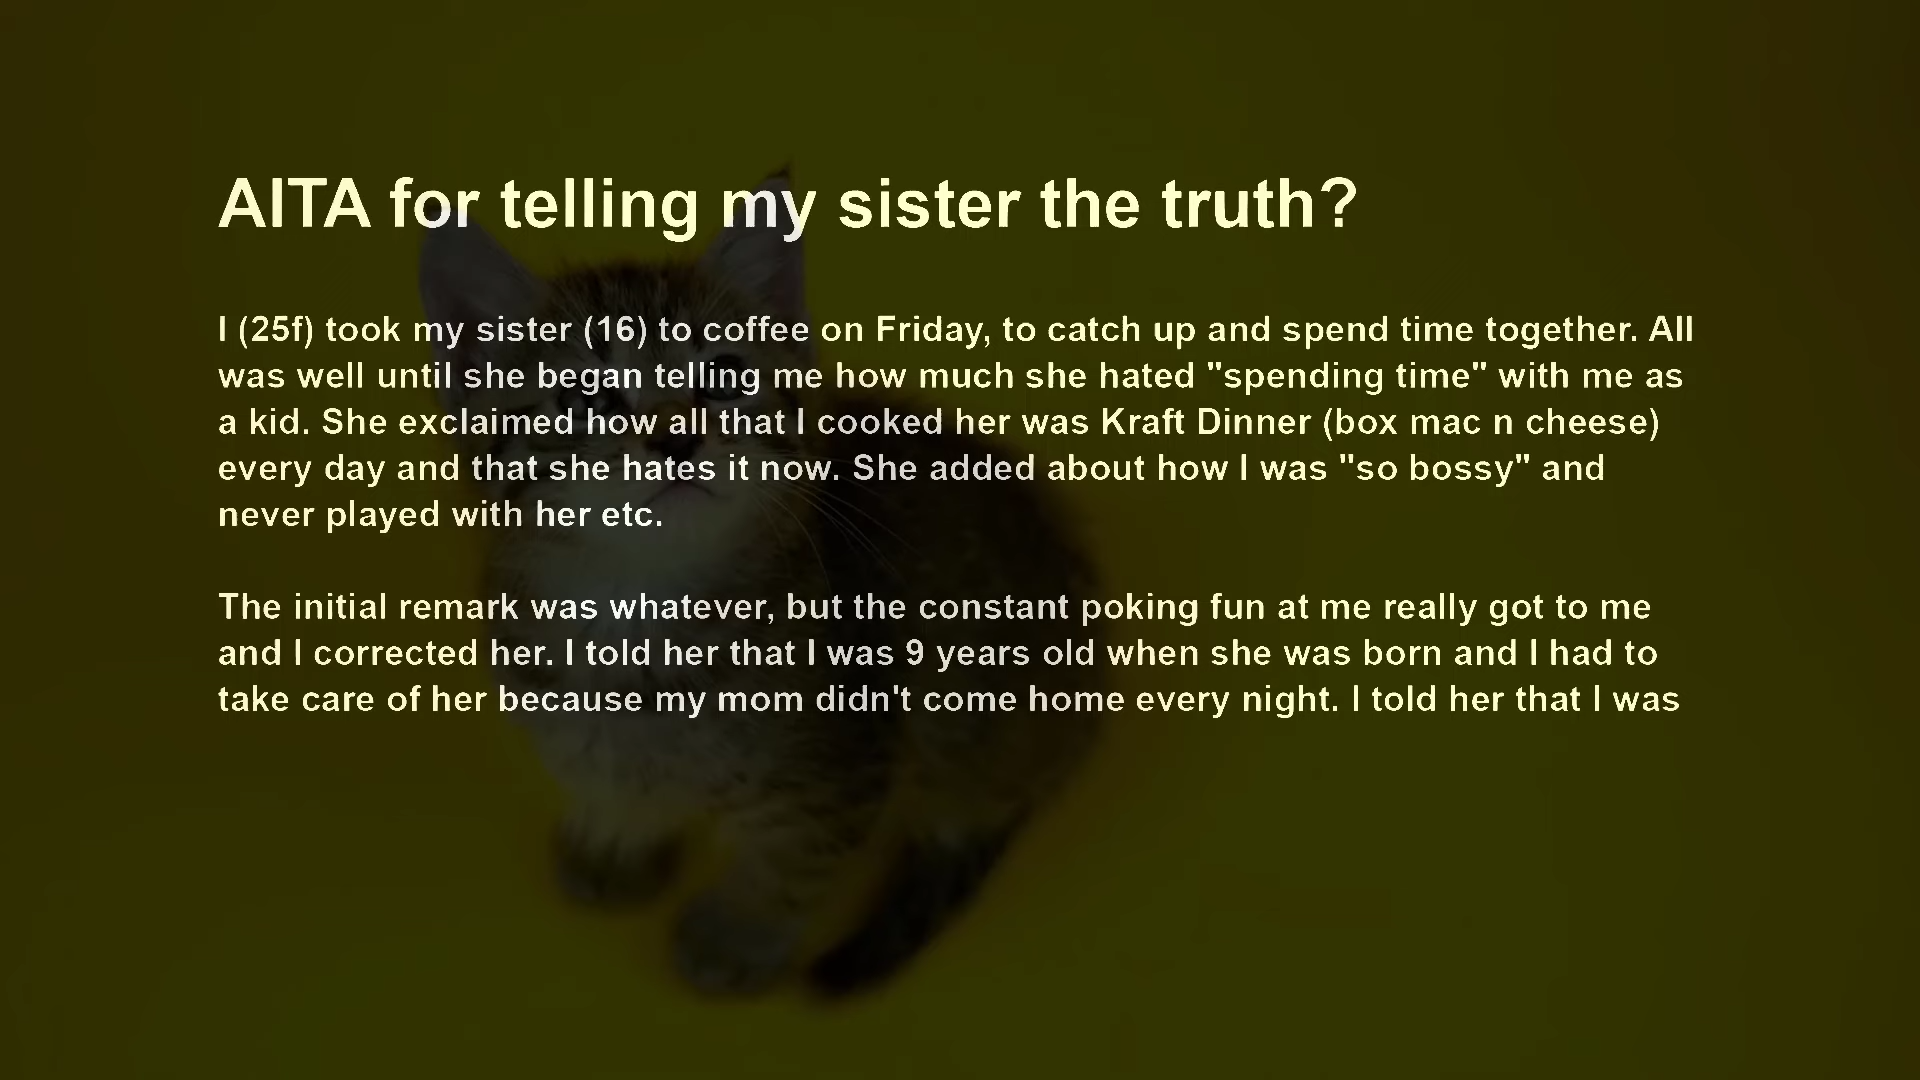 AITA for telling my sister the truth?
I (25f) took my sister (16) to coffee on Friday, to catch up and spend time together. All
was well until she began telling me how much she hated "spending time" with me as
a kid. She exclaimed how all that I cooked her was Kraft Dinner (box mac n cheese)
every day and that she hates it now. She added about how I was "so bossy" and
never played with her etc.
The initial remark was whatever, but the constant poking fun at me really got to me
and I corrected her. I told her that I was 9 years old when she was born and I had to
take care of her because my mom didn't come home every night. I told her that I was